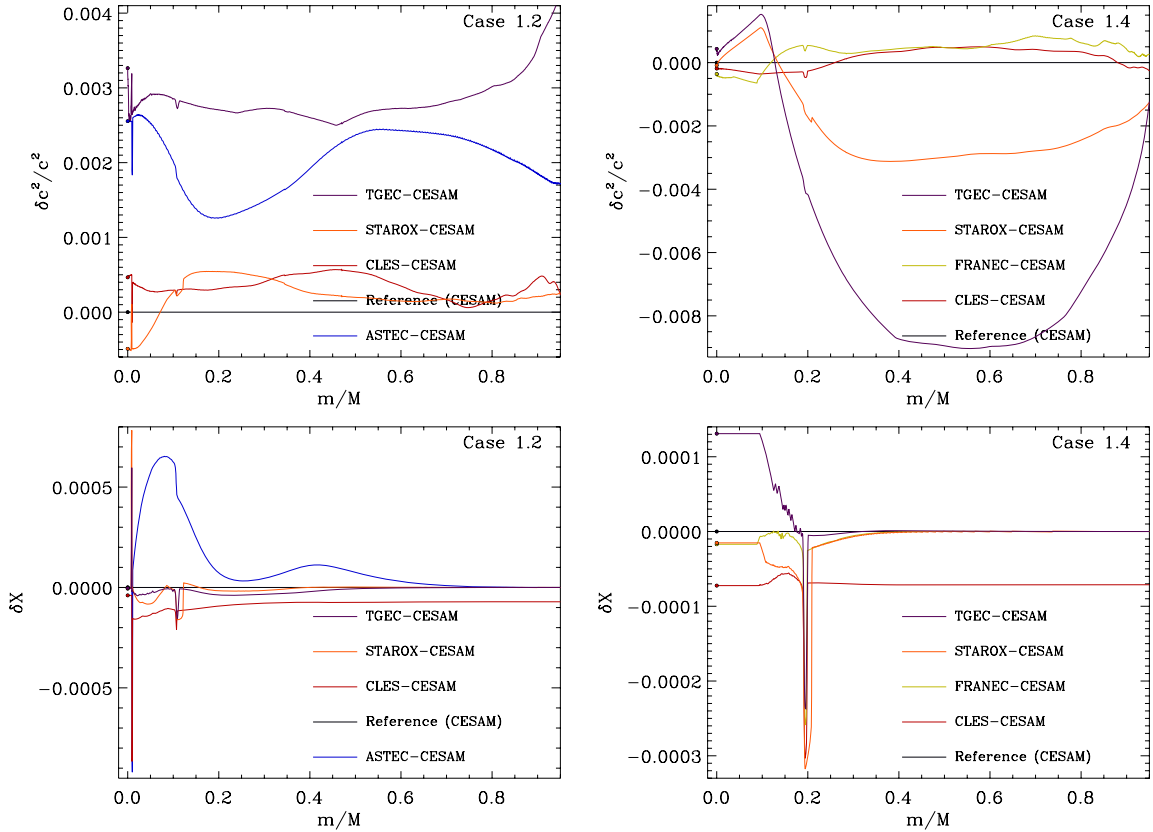 Case 1.2
0.004
0.003
0.002
0.001
0.000
δc²/c²
TGEC-CESAM
STAROX-CESAM
CLES-CESAM
Reference (CESAM)
ASTEC-CESAM
0.0 0.2 0.4 0.6 0.8
m/M
Case 1.4
0.000
−0.002
−0.004
−0.006
−0.008
δc²/c²
TGEC-CESAM
STAROX-CESAM
FRANEC-CESAM
CLES-CESAM
Reference (CESAM)
0.0 0.2 0.4 0.6 0.8
m/M
Case 1.2
0.0005
0.0000
−0.0005
δX
TGEC-CESAM
STAROX-CESAM
CLES-CESAM
Reference (CESAM)
ASTEC-CESAM
0.0 0.2 0.4 0.6 0.8
m/M
Case 1.4
0.0001
0.0000
−0.0001
−0.0002
−0.0003
δX
TGEC-CESAM
STAROX-CESAM
FRANEC-CESAM
CLES-CESAM
Reference (CESAM)
0.0 0.2 0.4 0.6 0.8
m/M